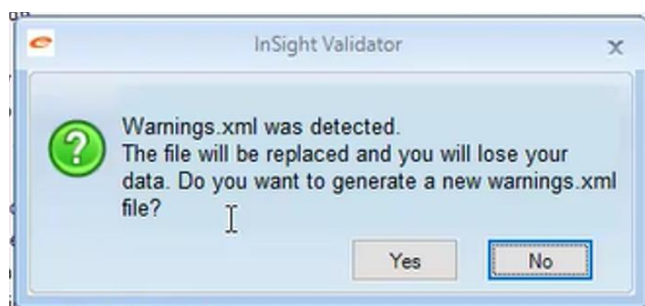 InSight Validator
x
Warnings.xml was detected.
The file will be replaced and you will lose your
data. Do you want to generate a new warnings.xml
file?
Yes
No